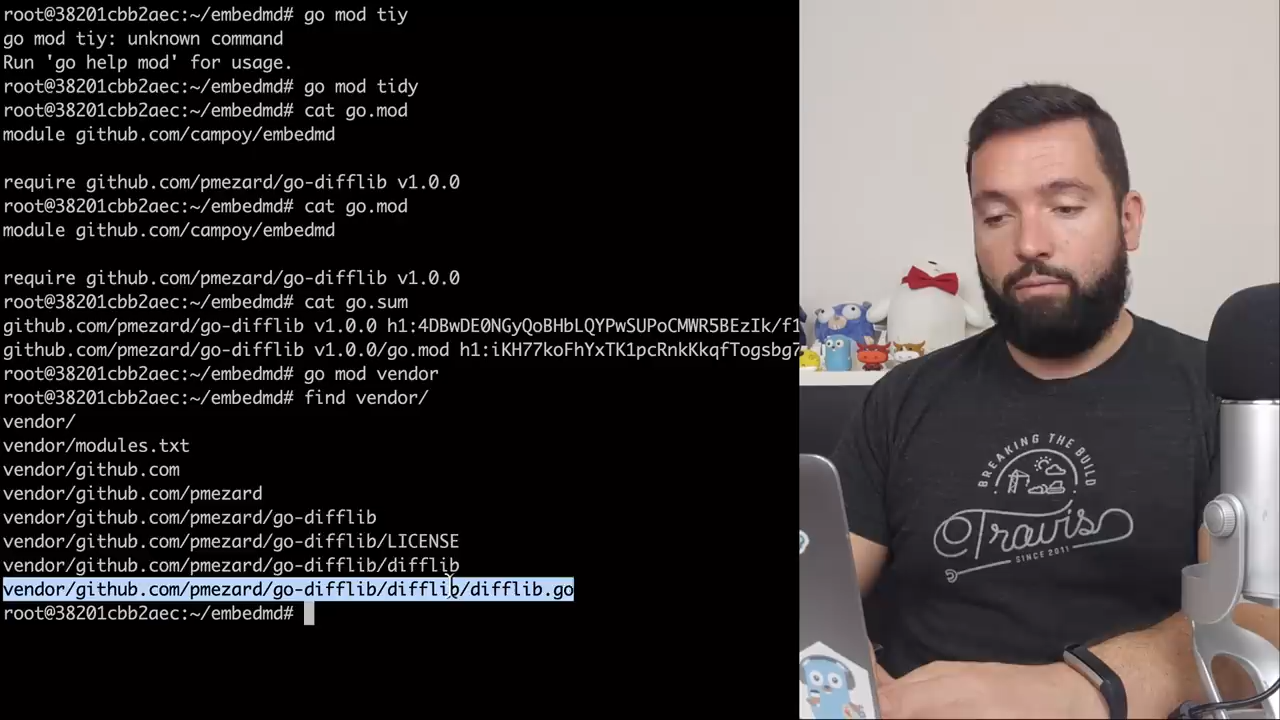 root@38201cbb2aec:~/embedmd# go mod tiy
go mod tiy: unknown command
Run 'go help mod' for usage.
root@38201cbb2aec:~/embedmd# go mod tidy
root@38201cbb2aec:~/embedmd# cat go.mod
module github.com/campoy/embedmd
require github.com/pmezard/go-difflib v1.0.0
root@38201cbb2aec:~/embedmd# cat go.mod
module github.com/campoy/embedmd
require github.com/pmezard/go-difflib v1.0.0
root@38201cbb2aec:~/embedmd# cat go.sum
github.com/pmezard/go-difflib v1.0.0 h1:4DBwDE0NGyQoBHbLQYPwSUPoCMWR5BEzIk/f1
github.com/pmezard/go-difflib v1.0.0/go.mod h1:iKH77koFhYxTK1pcRnkKkqfTogsbg7
root@38201cbb2aec:~/embedmd# go mod vendor
root@38201cbb2aec:~/embedmd# find vendor/
vendor/
vendor/modules.txt
vendor/github.com
vendor/github.com/pmezard
vendor/github.com/pmezard/go-difflib
vendor/github.com/pmezard/go-difflib/LICENSE
vendor/github.com/pmezard/go-difflib/difflib
vendor/github.com/pmezard/go-difflib/difflib/difflib.go
root@38201cbb2aec:~/embedmd#
BREAKING THE BUILD
Travis
SINCE 2011